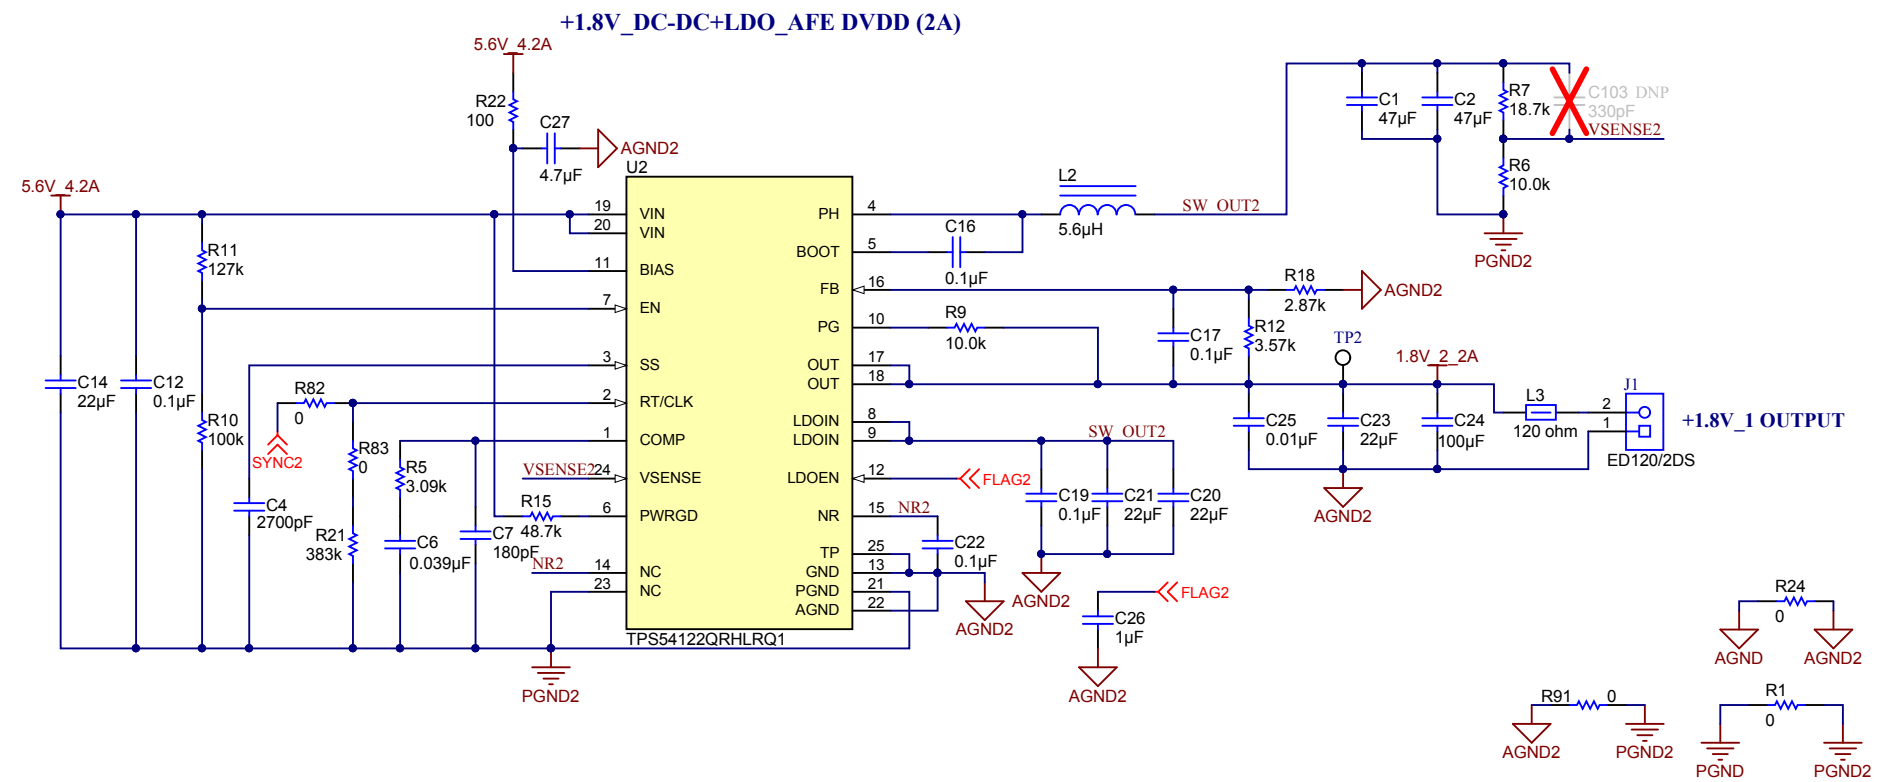 +1.8V_DC-DC+LDO_AFE DVDD (2A)
5.6V_4.2A
R22
100
C27
4.7µF
AGND2
U2
5.6V_4.2A
R11
127k
R10
100k
C14
22µF
C12
0.1µF
R82
0
SYNC2
R83
0
R21
383k
C4
2700pF
R5
3.09k
C6
0.039µF
C7
180pF
VSENSE2
R15
48.7k
NR2
PGND2
19 VIN
20 VIN
11 BIAS
7 EN
3 SS
2 RT/CLK
1 COMP
24 VSENSE
6 PWRGD
14 NC
23 NC
PH 4
BOOT 5
FB 16
PG 10
OUT 17
OUT 18
LDOIN 8
LDOIN 9
LDOEN 12
NR 15
TP 25
GND 13
PGND 21
AGND 22
TPS54122QRHLRQ1
C16
0.1µF
L2
5.6µH
SW_OUT2
C1
47µF
C2
47µF
R7
18.7k
C103 DNP
330pF
VSENSE2
R6
10.0k
PGND2
R18
2.87k
AGND2
R9
10.0k
C17
0.1µF
R12
3.57k
TP2
1.8V_2_2A
C25
0.01µF
C23
22µF
C24
100µF
AGND2
L3
120 ohm
J1
2
1
ED120/2DS
+1.8V_1 OUTPUT
SW_OUT2
FLAG2
C19
0.1µF
C21
22µF
C20
22µF
AGND2
NR2
C22
0.1µF
AGND2
FLAG2
C26
1µF
AGND2
R24
0
AGND
AGND2
R91 0
AGND2
PGND2
R1
0
PGND
PGND2